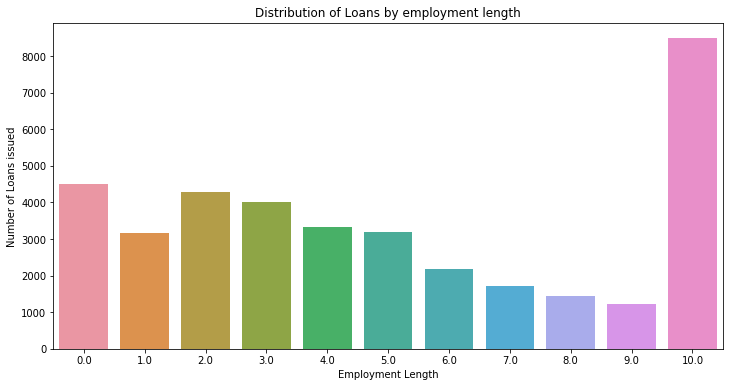 Distribution of Loans by employment length
Number of Loans issued
8000
7000
6000
5000
4000
3000
2000
1000
0
0.0 1.0 2.0 3.0 4.0 5.0 6.0 7.0 8.0 9.0 10.0
Employment Length